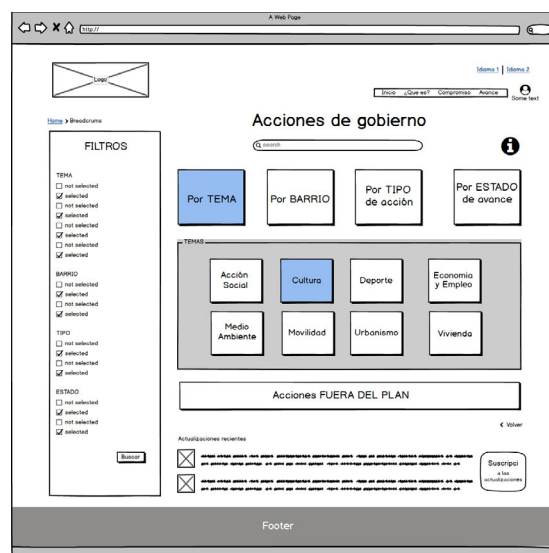 A Web Page
http://
Logo
Idioma 1 | Idioma 2
Inicio ¿Que es? Compromiso Avance
Some text
Home > Breadcrums
Acciones de gobierno
search
FILTROS
TEMA
not selected
selected
not selected
selected
not selected
selected
not selected
selected
BARRIO
not selected
selected
not selected
selected
TIPO
not selected
selected
not selected
selected
ESTADO
not selected
selected
not selected
selected
Buscar
Por TEMA
Por BARRIO
Por TIPO
de acción
Por ESTADO
de avance
TEMAS
Acción
Social
Cultura
Deporte
Economia
y Empleo
Medio
Ambiente
Movilidad
Urbanismo
Vivienda
Acciones FUERA DEL PLAN
< Volver
Actualizaciones recientes
Suscripci
a las
actualizaciones
Footer